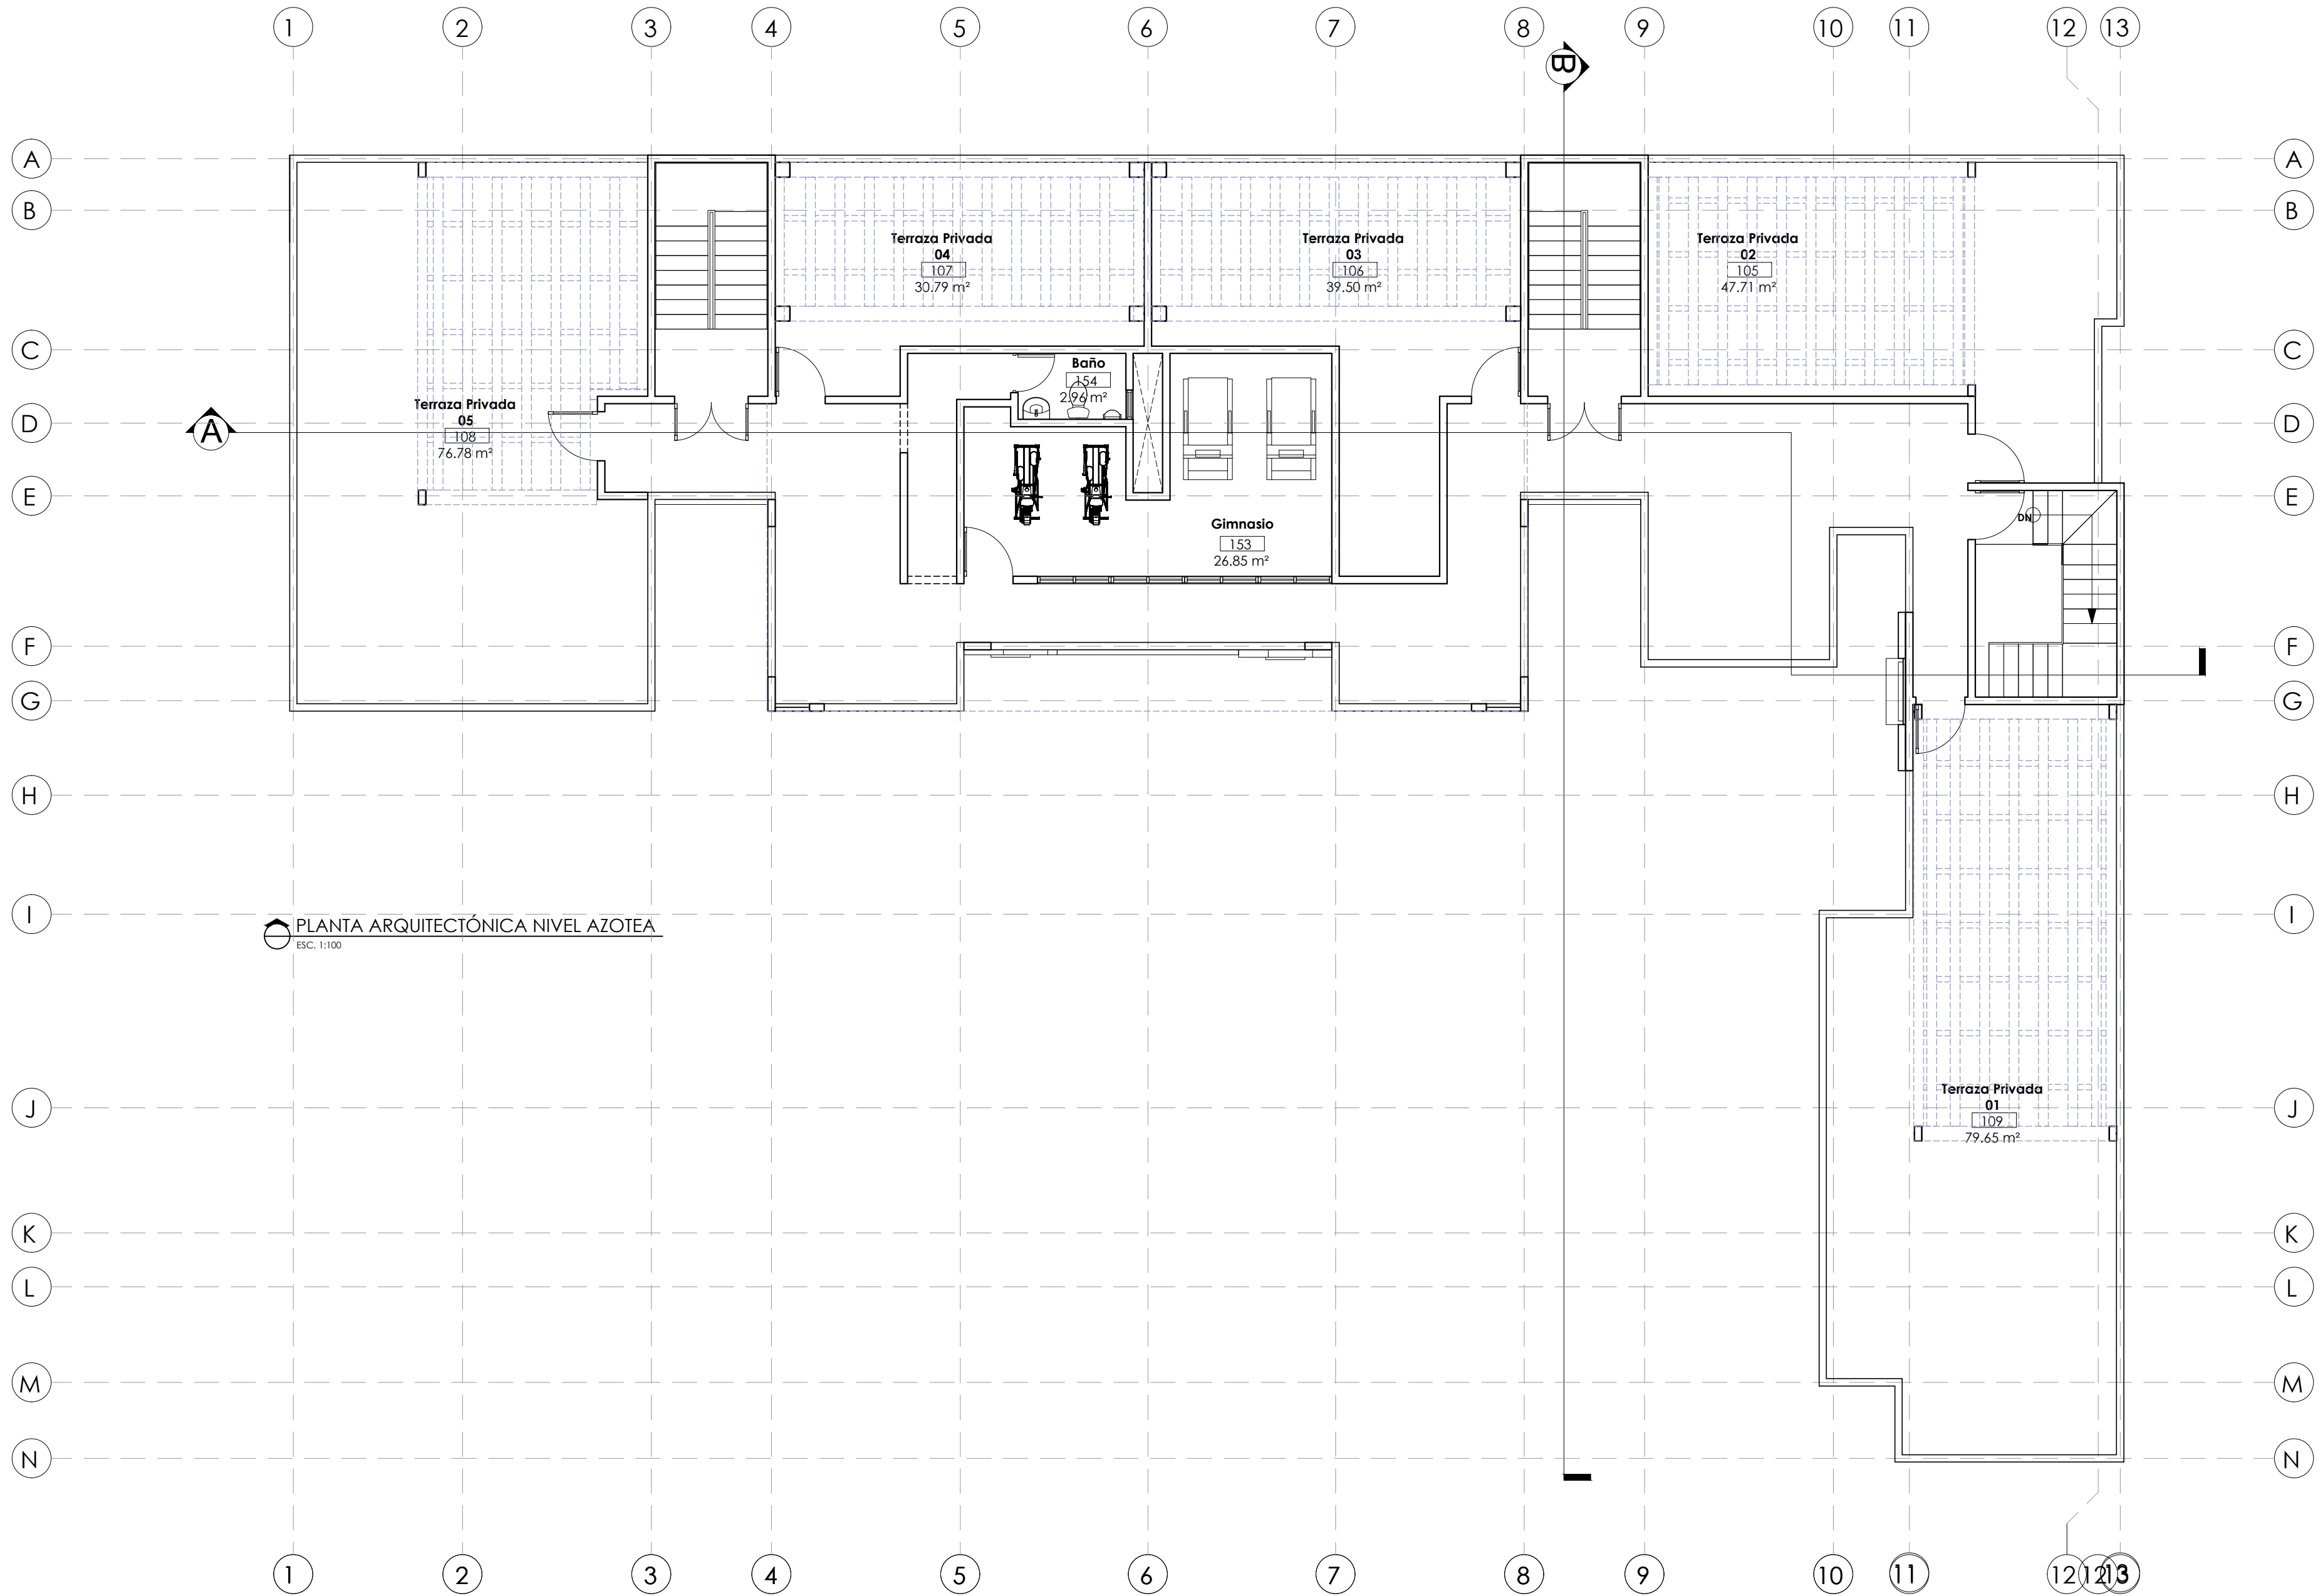 1 2 3 4 5 6 7 8 9 10 11 12 13
B
A A
B B
Terraza Privada
04
107
30.79 m²
Terraza Privada
03
106
39.50 m²
Terraza Privada
02
105
47.71 m²
C C
Baño
154
2.96 m²
Terraza Privada
05
108
76.78 m²
D D
A
E E
DN
Gimnasio
153
26.85 m²
F F
G G
H H
I I
PLANTA ARQUITECTÓNICA NIVEL AZOTEA
ESC. 1:100
Terraza Privada
01
109
79.65 m²
J J
K K
L L
M M
N N
1 2 3 4 5 6 7 8 9 10 11 12 12 13